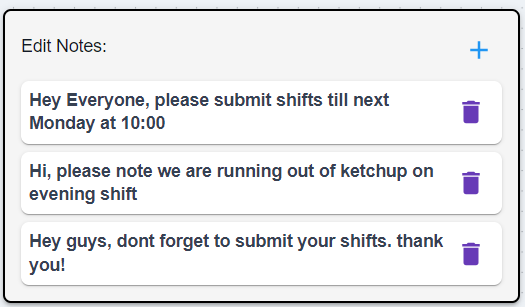 Edit Notes:
Hey Everyone, please submit shifts till next
Monday at 10:00
Hi, please note we are running out of ketchup on
evening shift
Hey guys, dont forget to submit your shifts. thank
you!